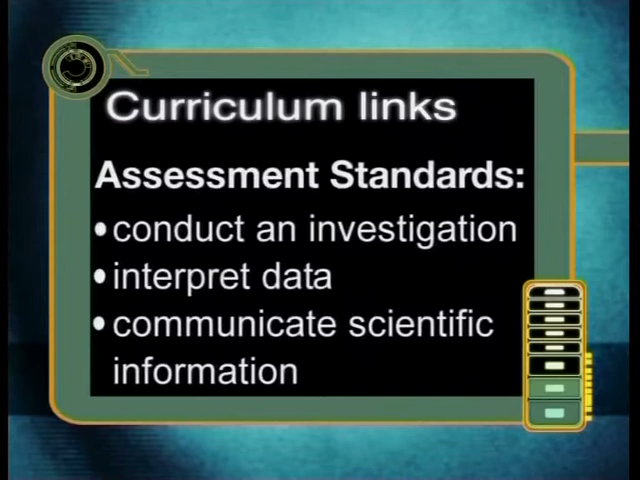 Curriculum links
Assessment Standards:
•conduct an investigation
•interpret data
•communicate scientific
information